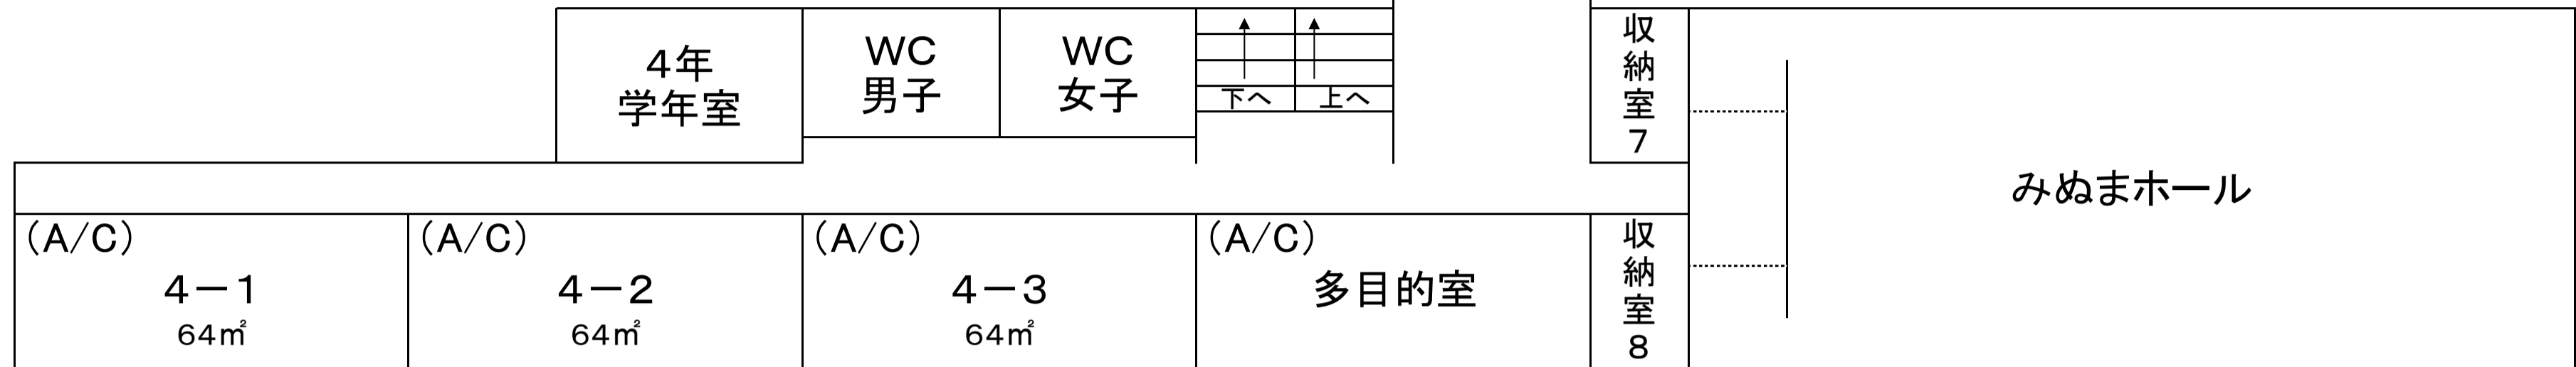 4年
学年室
WC
男子
WC
女子
下へ
上へ
収納室7
みぬまホール
(A/C)
4－1
64㎡
(A/C)
4－2
64㎡
(A/C)
4－3
64㎡
(A/C)
多目的室
収納室8